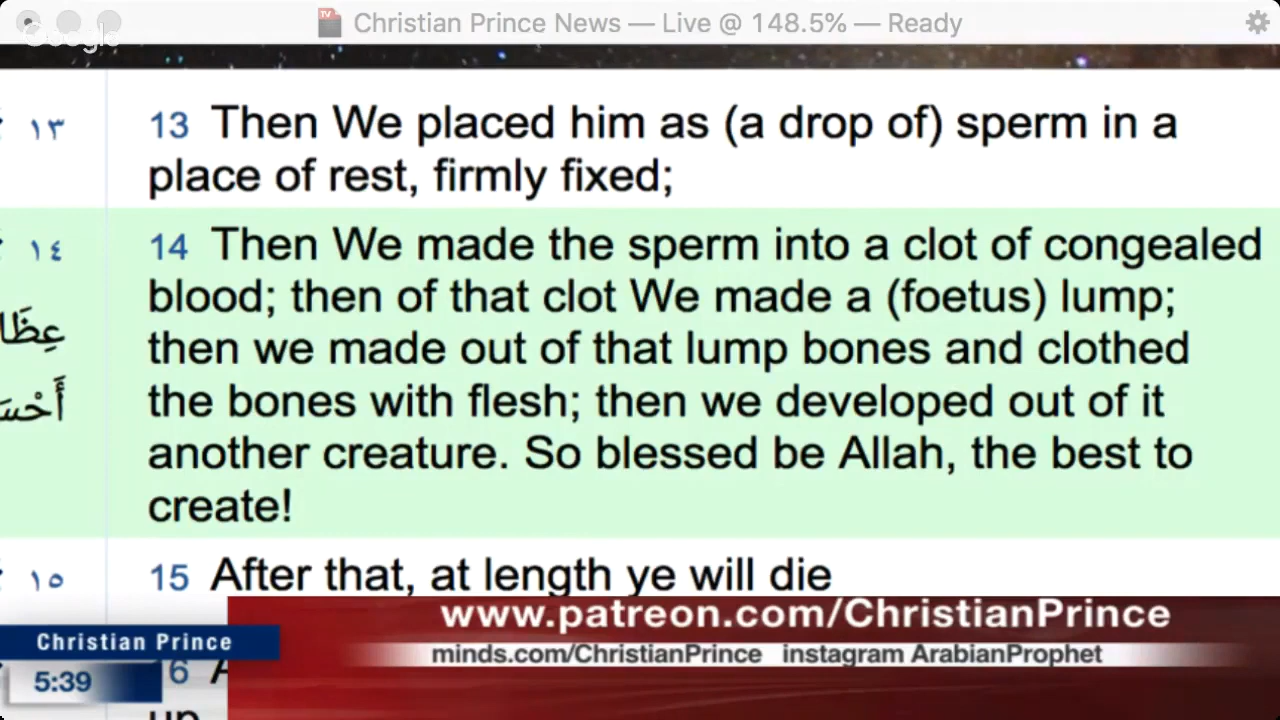 Christian Prince News — Live @ 148.5% — Ready
Google
١٣
13 Then We placed him as (a drop of) sperm in a
place of rest, firmly fixed;
١٤
14 Then We made the sperm into a clot of congealed
blood; then of that clot We made a (foetus) lump;
then we made out of that lump bones and clothed
the bones with flesh; then we developed out of it
another creature. So blessed be Allah, the best to
create!
١٥
15 After that, at length ye will die
www.patreon.com/ChristianPrince
Christian Prince
minds.com/ChristianPrince instagram ArabianProphet
5:39